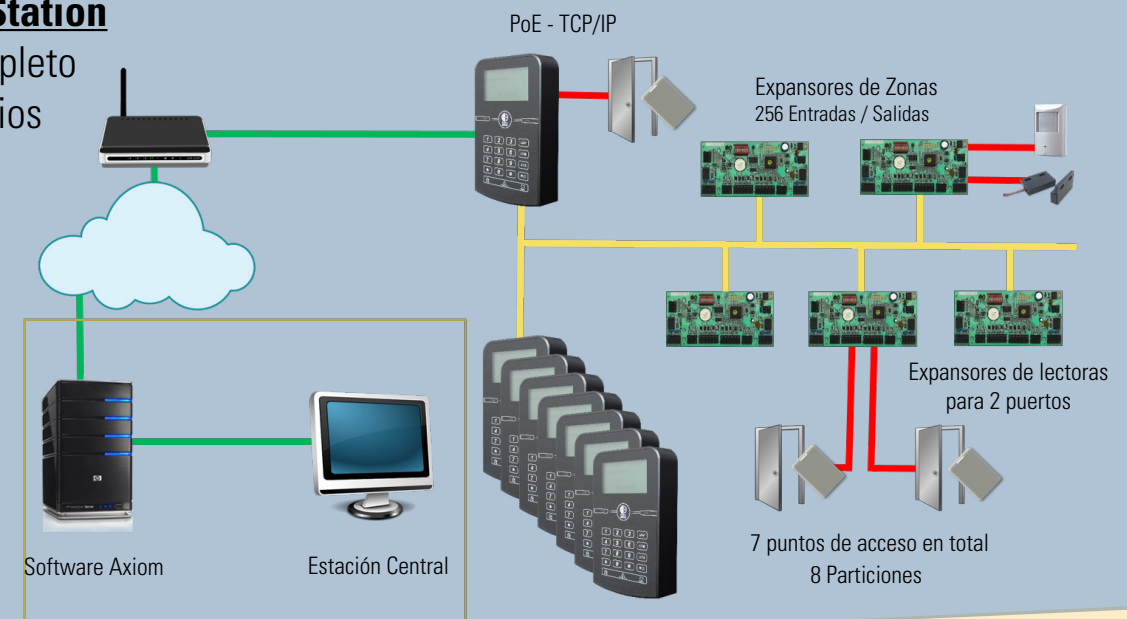 Station
pleto
ios
PoE - TCP/IP
Expansores de Zonas
256 Entradas / Salidas
Expansores de lectoras
para 2 puertos
7 puntos de acceso en total
8 Particiones
Software Axiom
Estación Central